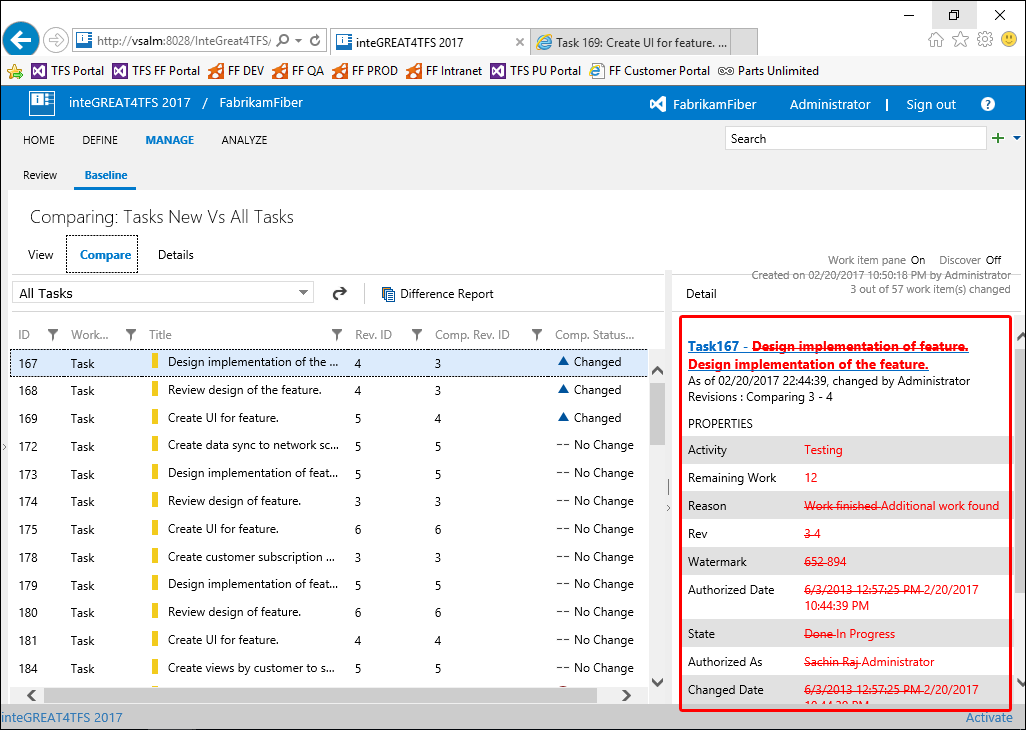 http://vsalm:8028/InteGreat4TFS/
inteGREAT4TFS 2017
Task 169: Create UI for feature. ...
TFS Portal
TFS FF Portal
FF DEV
FF QA
FF PROD
FF Intranet
TFS PU Portal
FF Customer Portal
Parts Unlimited
inteGREAT4TFS 2017 / FabrikamFiber
FabrikamFiber
Administrator | Sign out ?
HOME DEFINE MANAGE ANALYZE
Search
Review Baseline
Comparing: Tasks New Vs All Tasks
View Compare Details
Work item pane On Discover Off
Created on 02/20/2017 10:50:18 PM by Administrator
3 out of 57 work item(s) changed
All Tasks
Difference Report
Detail
ID Work... Title Rev. ID Comp. Rev. ID Comp. Status...
167 Task Design implementation of the ... 4 3 Changed
168 Task Review design of the feature. 4 3 Changed
169 Task Create UI for feature. 5 4 Changed
172 Task Create data sync to network sc... 5 5 -- No Change
173 Task Design implementation of feat... 5 5 -- No Change
174 Task Review design of feature. 3 3 -- No Change
175 Task Create UI for feature. 6 6 -- No Change
178 Task Create customer subscription ... 3 3 -- No Change
179 Task Design implementation of feat... 5 5 -- No Change
180 Task Review design of feature. 6 6 -- No Change
181 Task Create UI for feature. 4 4 -- No Change
184 Task Create views by customer to s... 5 5 -- No Change
Task167 - Design implementation of feature.
Design implementation of the feature.
As of 02/20/2017 22:44:39, changed by Administrator
Revisions : Comparing 3 - 4
PROPERTIES
Activity Testing
Remaining Work 12
Reason Work finished Additional work found
Rev 3 4
Watermark 652 894
Authorized Date 6/3/2013 12:57:25 PM 2/20/2017
10:44:39 PM
State Done In Progress
Authorized As Sachin Raj Administrator
Changed Date 6/3/2013 12:57:25 PM 2/20/2017
10:44:39 PM
inteGREAT4TFS 2017
Activate